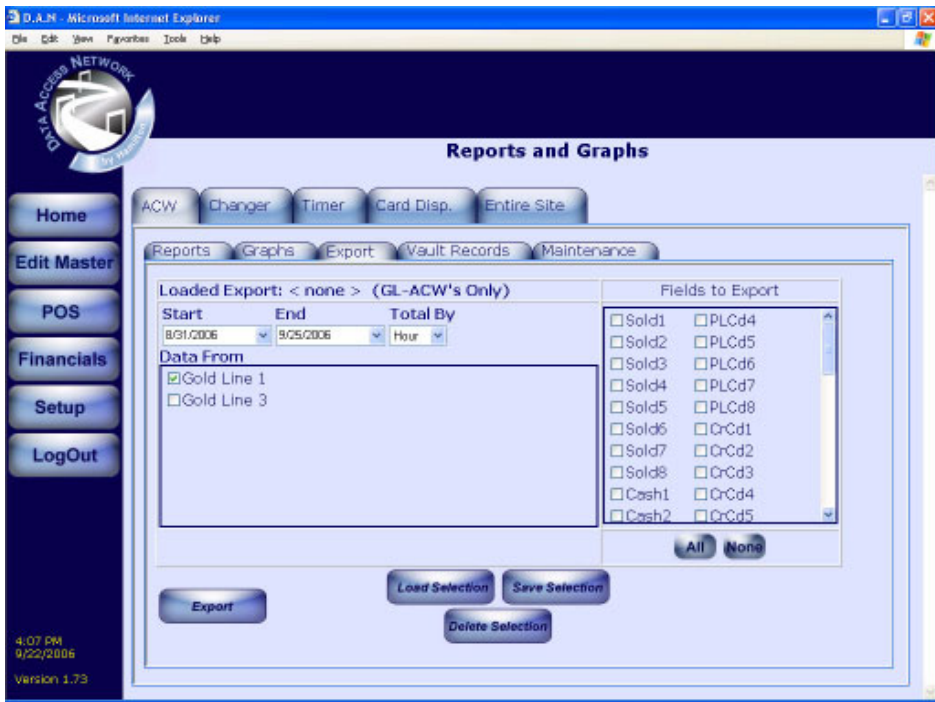 D.A.N - Microsoft Internet Explorer
File Edit View Favorites Tools Help
DATA ACCESS NETWORK
by Hamilton
Reports and Graphs
Home
Edit Master
POS
Financials
Setup
LogOut
4:07 PM
9/22/2006
Version 1.73
ACW Changer Timer Card Disp. Entire Site
Reports Graphs Export Vault Records Maintenance
Loaded Export: < none > (GL-ACW's Only)
Start End Total By
8/31/2006 9/25/2006 Hour
Data From
Gold Line 1
Gold Line 3
Fields to Export
Sold1 PLCd4
Sold2 PLCd5
Sold3 PLCd6
Sold4 PLCd7
Sold5 PLCd8
Sold6 CrCd1
Sold7 CrCd2
Sold8 CrCd3
Cash1 CrCd4
Cash2 CrCd5
All None
Load Selection Save Selection
Export
Delete Selection